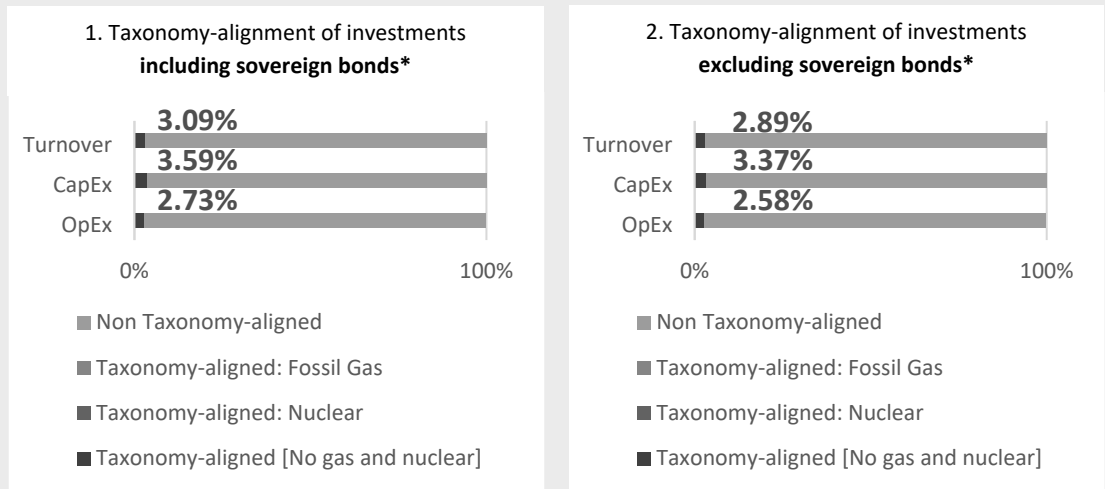 1. Taxonomy-alignment of investments
including sovereign bonds*
3.09%
Turnover
3.59%
CapEx
2.73%
OpEx
0%
100%
Non Taxonomy-aligned
Taxonomy-aligned: Fossil Gas
Taxonomy-aligned: Nuclear
Taxonomy-aligned [No gas and nuclear]
2. Taxonomy-alignment of investments
excluding sovereign bonds*
2.89%
Turnover
3.37%
CapEx
2.58%
OpEx
0%
100%
Non Taxonomy-aligned
Taxonomy-aligned: Fossil Gas
Taxonomy-aligned: Nuclear
Taxonomy-aligned [No gas and nuclear]